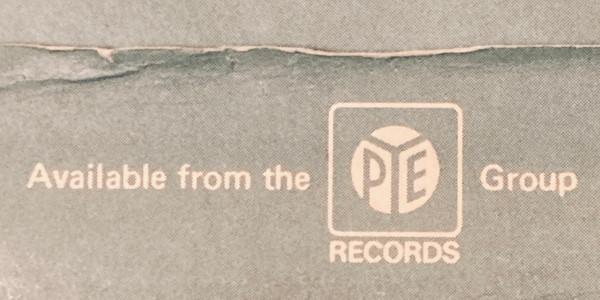 Available from the PYE Group
RECORDS